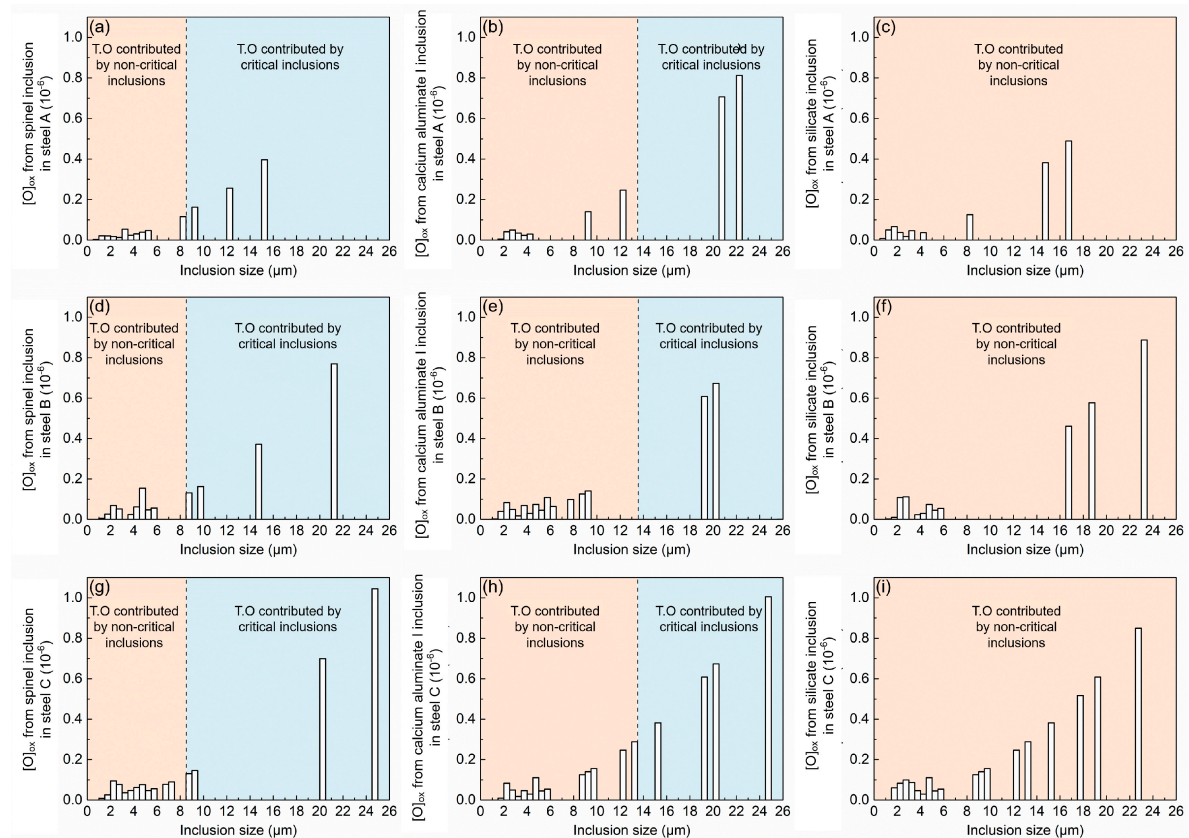 (a)
T.O contributed
by non-critical
inclusions
T.O contributed by
critical inclusions
[O]ox from spinel inclusion
in steel A (10-6)
1.0
0.8
0.6
0.4
0.2
0.0
0 2 4 6 8 10 12 14 16 18 20 22 24 26
Inclusion size (μm)
(b)
T.O contributed
by non-critical
inclusions
T.O contributed by
critical inclusions
[O]ox from calcium aluminate I inclusion
in steel A (10-6)
1.0
0.8
0.6
0.4
0.2
0.0
0 2 4 6 8 10 12 14 16 18 20 22 24 26
Inclusion size (μm)
(c)
T.O contributed
by non-critical
inclusions
[O]ox from silicate inclusion
in steel A (10-6)
1.0
0.8
0.6
0.4
0.2
0.0
0 2 4 6 8 10 12 14 16 18 20 22 24 26
Inclusion size (μm)
(d)
T.O contributed
by non-critical
inclusions
T.O contributed by
critical inclusions
[O]ox from spinel inclusion
in steel B (10-6)
1.0
0.8
0.6
0.4
0.2
0.0
0 2 4 6 8 10 12 14 16 18 20 22 24 26
Inclusion size (μm)
(e)
T.O contributed
by non-critical
inclusions
T.O contributed by
critical inclusions
[O]ox from calcium aluminate I inclusion
in steel B (10-6)
1.0
0.8
0.6
0.4
0.2
0.0
0 2 4 6 8 10 12 14 16 18 20 22 24 26
Inclusion size (μm)
(f)
T.O contributed
by non-critical
inclusions
[O]ox from silicate inclusion
in steel B (10-6)
1.0
0.8
0.6
0.4
0.2
0.0
0 2 4 6 8 10 12 14 16 18 20 22 24 26
Inclusion size (μm)
(g)
T.O contributed
by non-critical
inclusions
T.O contributed by
critical inclusions
[O]ox from spinel inclusion
in steel C (10-6)
1.0
0.8
0.6
0.4
0.2
0.0
0 2 4 6 8 10 12 14 16 18 20 22 24 26
Inclusion size (μm)
(h)
T.O contributed
by non-critical
inclusions
T.O contributed by
critical inclusions
[O]ox from calcium aluminate I inclusion
in steel C (10-6)
1.0
0.8
0.6
0.4
0.2
0.0
0 2 4 6 8 10 12 14 16 18 20 22 24 26
Inclusion size (μm)
(i)
T.O contributed
by non-critical
inclusions
[O]ox from silicate inclusion
in steel C (10-6)
1.0
0.8
0.6
0.4
0.2
0.0
0 2 4 6 8 10 12 14 16 18 20 22 24 26
Inclusion size (μm)